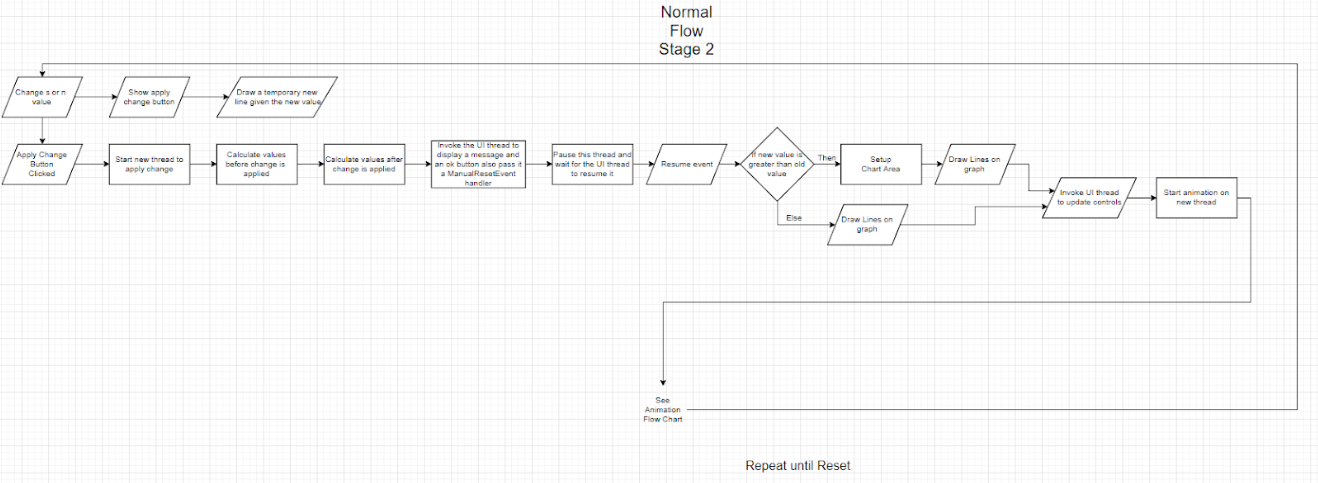 Normal
Flow
Stage 2
Change s or n
value
Show apply
change button
Draw a temporary new
line given the new value
Apply Change
Button
Clicked
Start new thread to
apply change
Calculate values
before change is
applied
Calculate values after
change is applied
Invoke the UI thread to
display a message and
an ok button also pass it
a ManualResetEvent
handler
Pause this thread and
wait for the UI thread
to resume it
Resume event
If new value is
greater than old
value
Then
Setup
Chart Area
Draw Lines on
graph
Else
Draw Lines on
graph
Invoke UI thread
to update controls
Start animation on
new thread
See
Animation
Flow Chart
Repeat until Reset